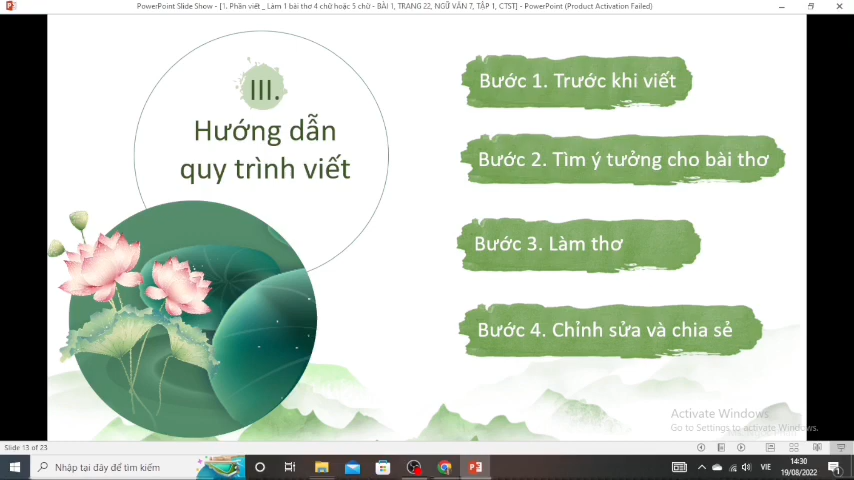 PowerPoint Slide Show - [1. Phần viết _ Làm 1 bài thơ 4 chữ hoặc 5 chữ - BÀI 1, TRANG 22, NGỮ VĂN 7, TẬP 1, CTST] - PowerPoint (Product Activation Failed)
III.
Hướng dẫn
quy trình viết
Bước 1. Trước khi viết
Bước 2. Tìm ý tưởng cho bài thơ
Bước 3. Làm thơ
Bước 4. Chỉnh sửa và chia sẻ
Activate Windows
Go to Settings to activate Windows.
Slide 13 of 23
Nhập tại đây để tìm kiếm
VIE
14:30
19/08/2022